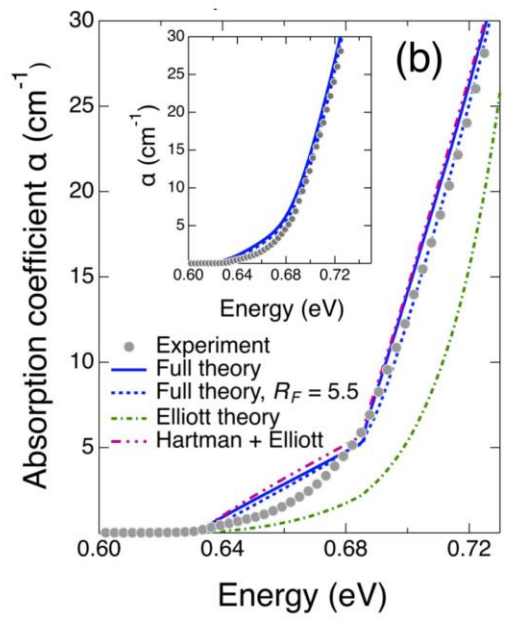 (b)
Absorption coefficient α (cm⁻¹)
30
25
20
15
10
5
0.60
0.64
0.68
0.72
Energy (eV)
α (cm⁻¹)
30
25
20
15
10
5
0.60
0.64
0.68
0.72
Energy (eV)
Experiment
Full theory
Full theory, R_F = 5.5
Elliott theory
Hartman + Elliott